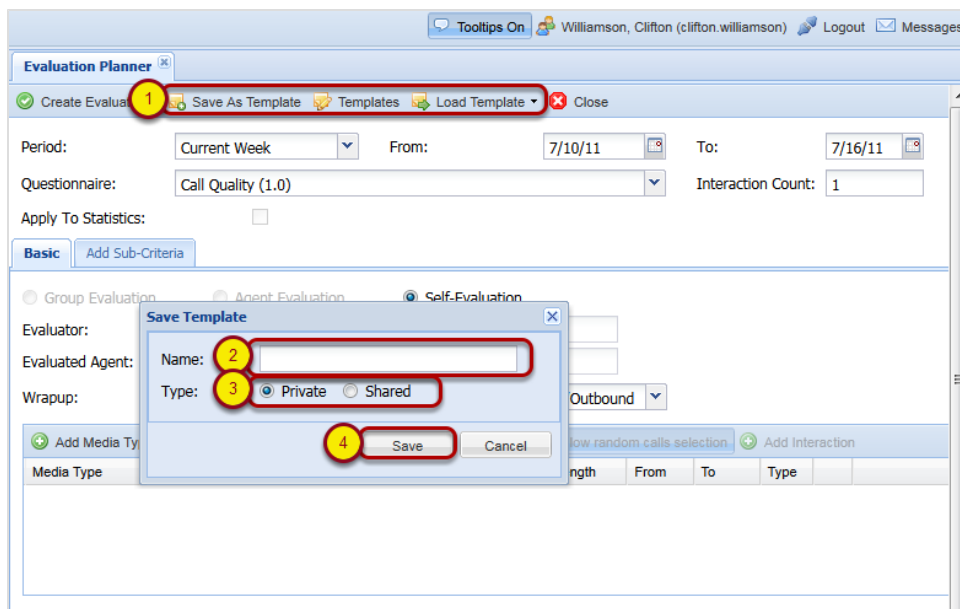 Tooltips On Williamson, Clifton (clifton.williamson) Logout Messages
Evaluation Planner
Create Evaluat 1 Save As Template Templates Load Template Close
Period: Current Week From: 7/10/11 To: 7/16/11
Questionnaire: Call Quality (1.0) Interaction Count: 1
Apply To Statistics:
Basic Add Sub-Criteria
Group Evaluation Agent Evaluation Self-Evaluation
Save Template
Evaluator:
Name: 2
Evaluated Agent:
Type: 3 Private Shared
Wrapup: Outbound
4 Save Cancel
Add Media Ty random calls selection Add Interaction
Media Type ngth From To Type